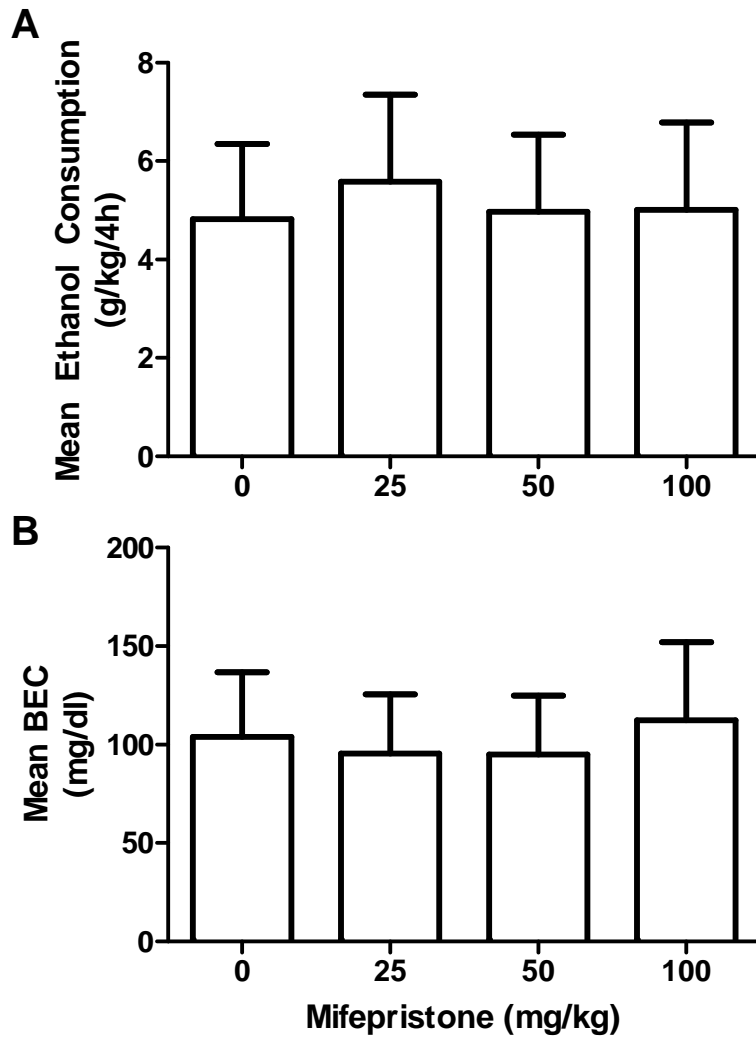 A
Mean Ethanol Consumption
(g/kg/4h)
8
6
4
2
0
0 25 50 100
B
Mean BEC
(mg/dl)
200
150
100
50
0
0 25 50 100
Mifepristone (mg/kg)